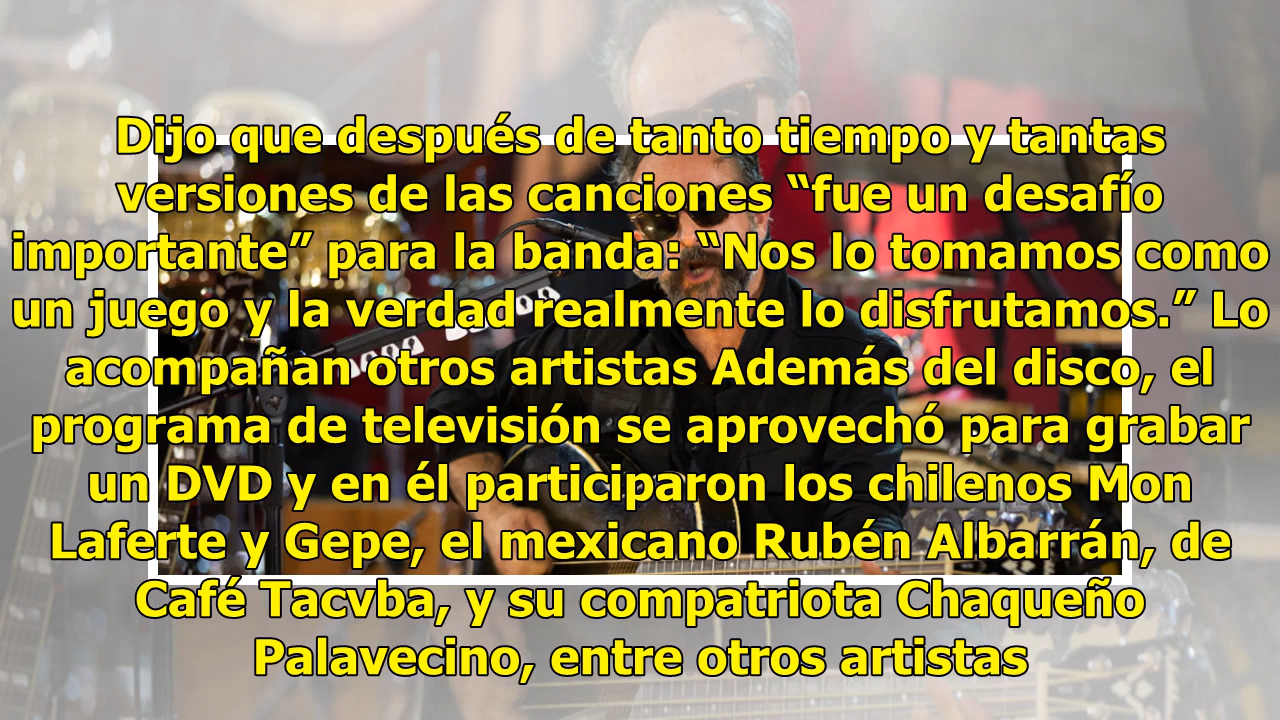 Dijo que después de tanto tiempo y tantas
versiones de las canciones “fue un desafío
importante” para la banda: “Nos lo tomamos como
un juego y la verdad realmente lo disfrutamos.” Lo
acompañan otros artistas Además del disco, el
programa de televisión se aprovechó para grabar
un DVD y en él participaron los chilenos Mon
Laferte y Gepe, el mexicano Rubén Albarrán, de
Café Tacvba, y su compatriota Chaqueño
Palavecino, entre otros artistas